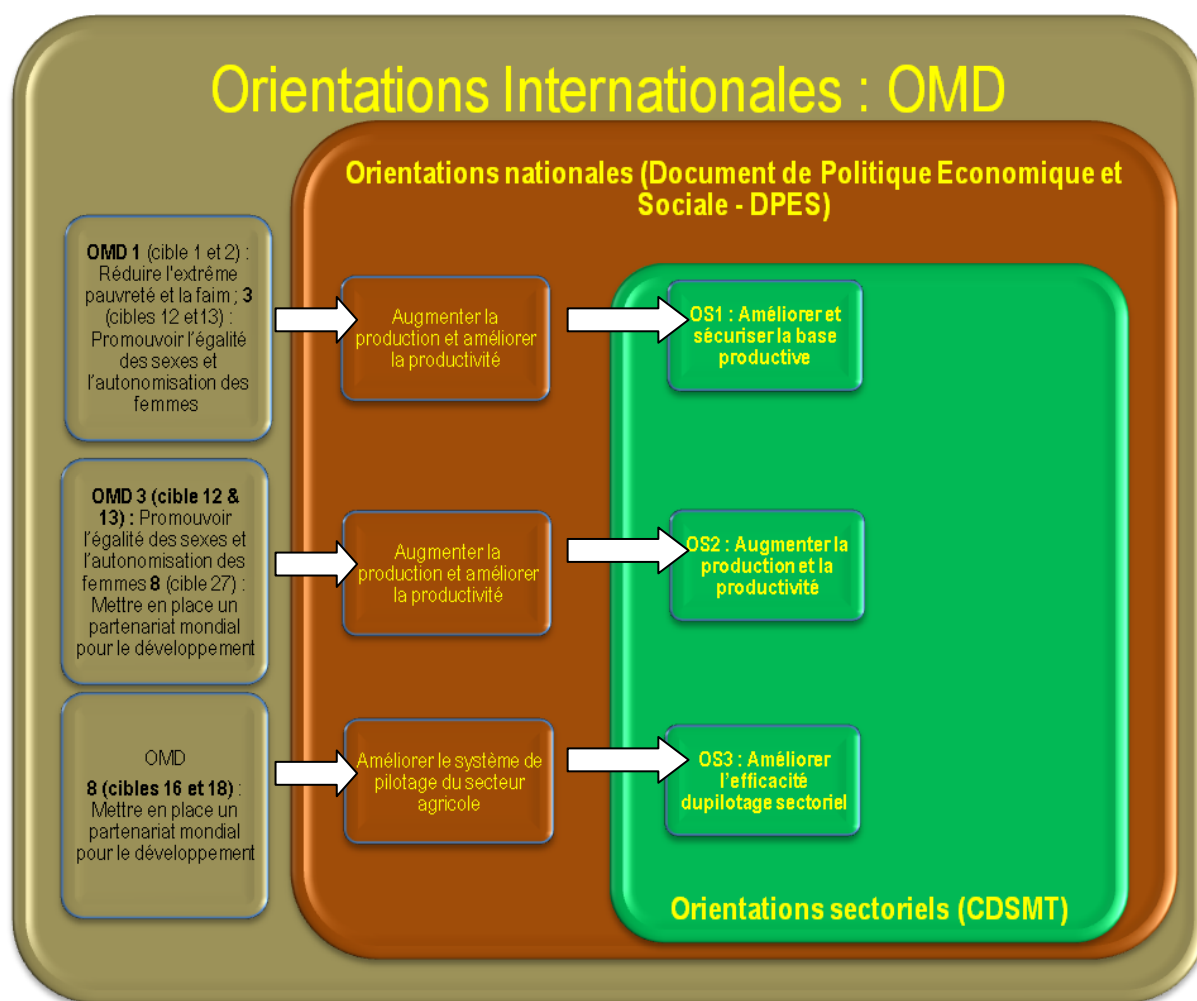 Orientations Internationales : OMD
Orientations nationales (Document de Politique Economique et
Sociale - DPES)
OMD 1 (cible 1 et 2) :
Réduire l'extrême
pauvreté et la faim ; 3
(cibles 12 et13) :
Promouvoir l'égalité
des sexes et
l'autonomisation des
femmes
Augmenter la
production et améliorer
la productivité
OS1 : Améliorer et
sécuriser la base
productive
OMD 3 (cible 12 &
13) : Promouvoir
l'égalité des sexes et
l'autonomisation des
femmes 8 (cible 27) :
Mettre en place un
partenariat mondial
pour le développement
Augmenter la
production et améliorer
la productivité
OS2 : Augmenter la
production et la
productivité
OMD
8 (cibles 16 et 18) :
Mettre en place un
partenariat mondial
pour le développement
Améliorer le système de
pilotage du secteur
agricole
OS3 : Améliorer
l'efficacité
dupilotage sectoriel
Orientations sectoriels (CDSMT)